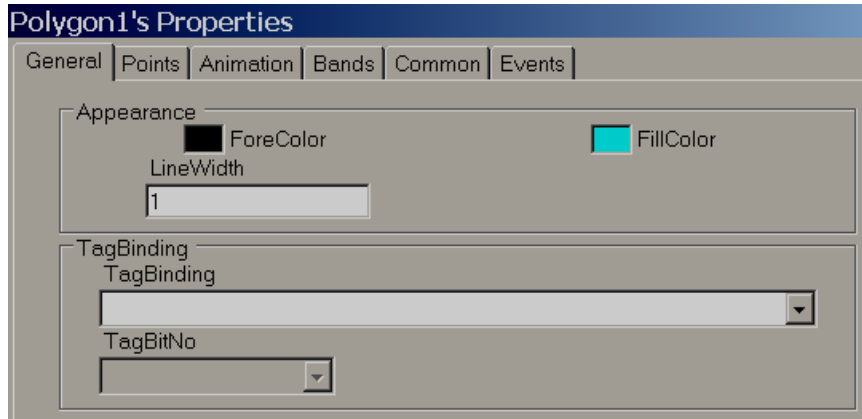 Polygon1's Properties
General Points Animation Bands Common Events
Appearance
ForeColor FillColor
LineWidth
1
TagBinding
TagBinding
TagBitNo